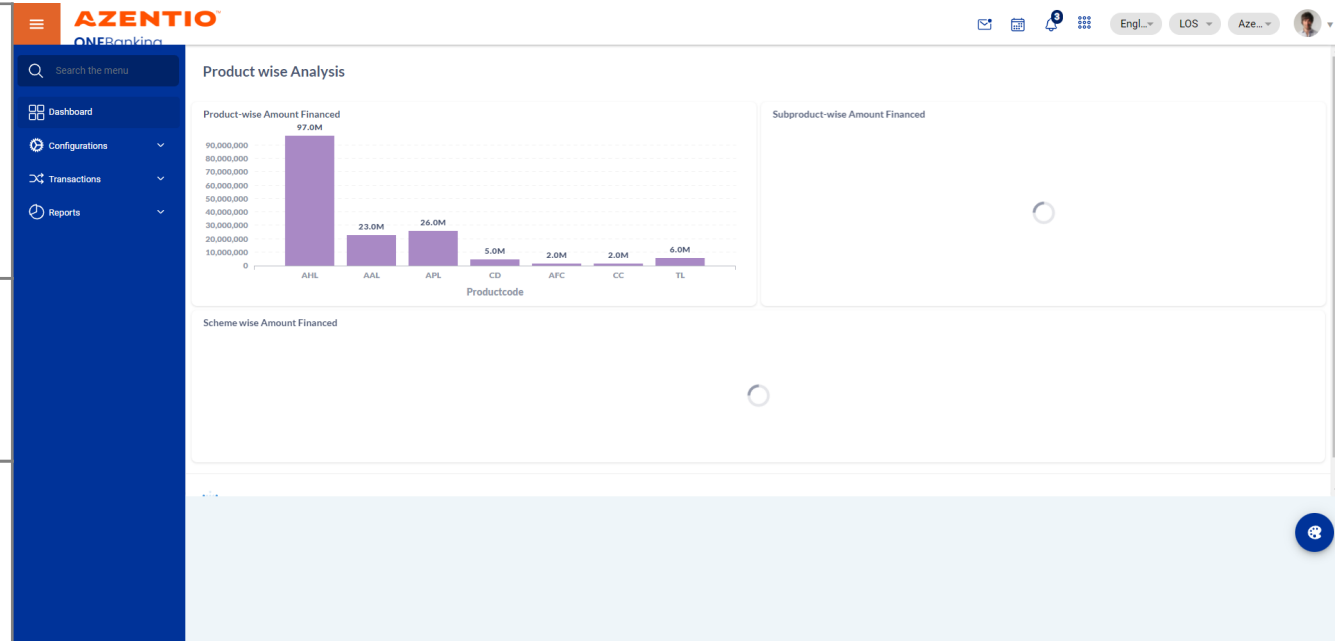 AZENTIO™
ONEBanking
3
Engl...
LOS
Aze...
Search the menu
Dashboard
Configurations
Transactions
Reports
Product wise Analysis
Product-wise Amount Financed
97.0M
90,000,000
80,000,000
70,000,000
60,000,000
50,000,000
40,000,000
30,000,000
20,000,000
10,000,000
0
23.0M
26.0M
5.0M
2.0M
2.0M
6.0M
AHL AAL APL CD AFC CC TL
Productcode
Subproduct-wise Amount Financed
Scheme wise Amount Financed